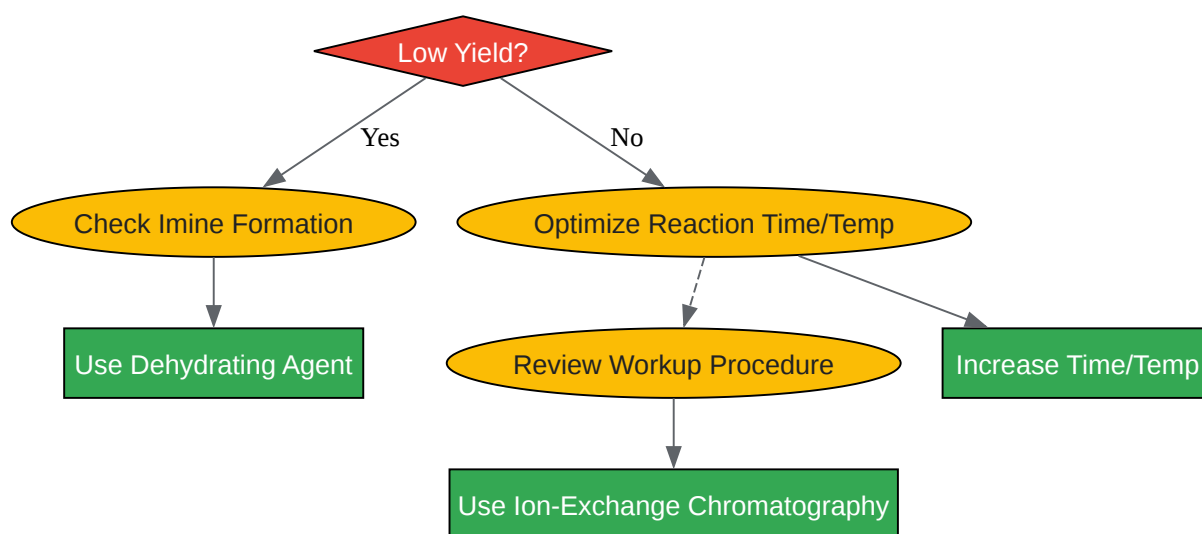 Low Yield?
Yes
No
Check Imine Formation
Optimize Reaction Time/Temp
Use Dehydrating Agent
Review Workup Procedure
Increase Time/Temp
Use Ion-Exchange Chromatography